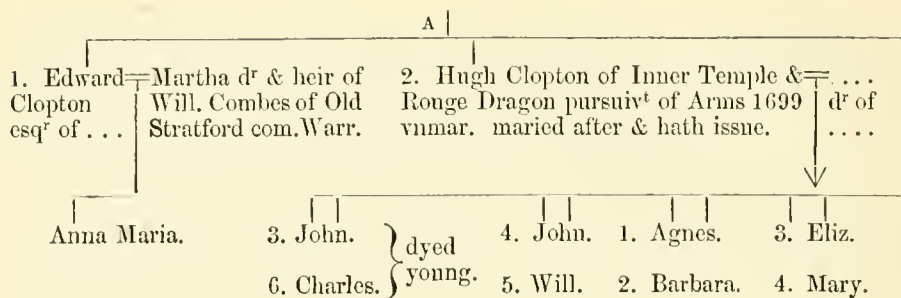 A
1. Edward Martha dʳ & heir of
Clopton Will. Combes of Old
esqʳ of . . . Stratford com. Warr.
2. Hugh Clopton of Inner Temple & . . . .
Rouge Dragon pursuivᵗ of Arms 1699 dʳ of
vnmar. maried after & hath issue. . . . .
Anna Maria.
3. John. dyed
6. Charles. young.
4. John. 1. Agnes. 3. Eliz.
5. Will. 2. Barbara. 4. Mary.